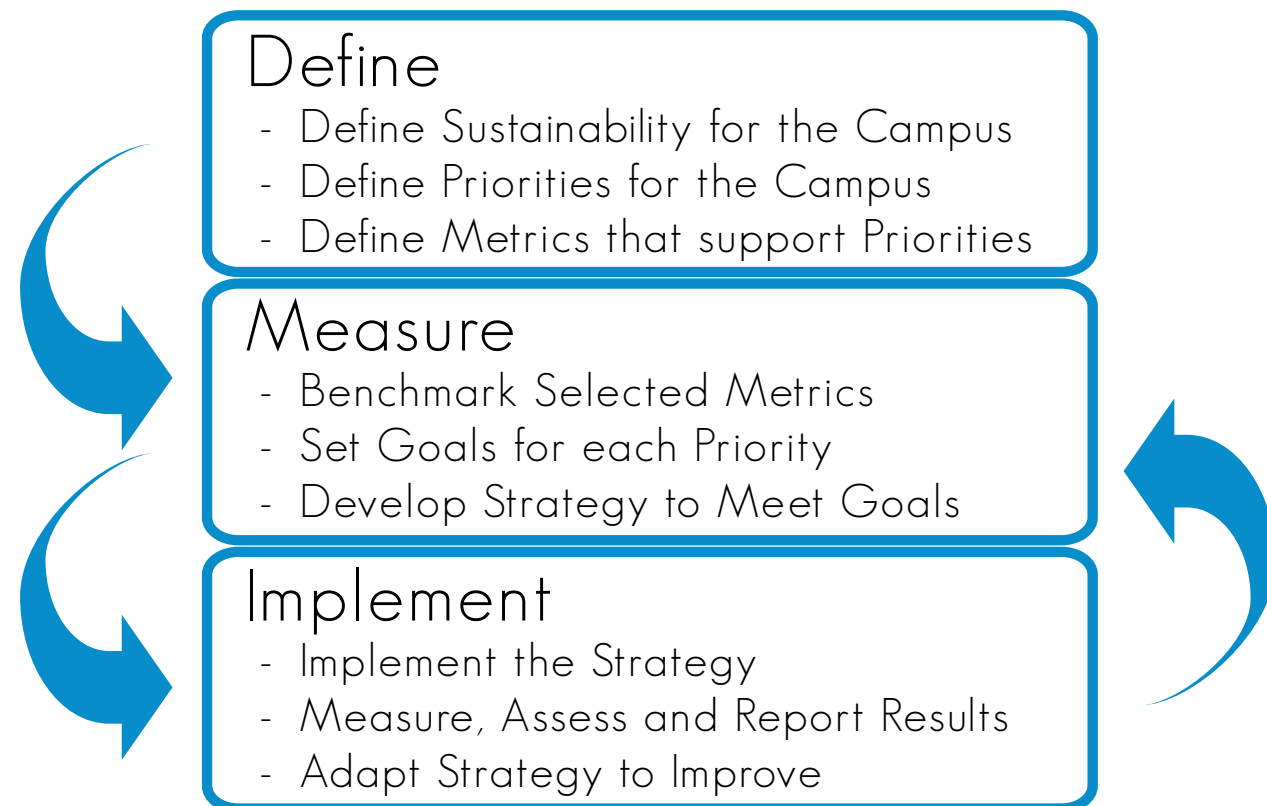 Define
- Define Sustainability for the Campus
- Define Priorities for the Campus
- Define Metrics that support Priorities
Measure
- Benchmark Selected Metrics
- Set Goals for each Priority
- Develop Strategy to Meet Goals
Implement
- Implement the Strategy
- Measure, Assess and Report Results
- Adapt Strategy to Improve